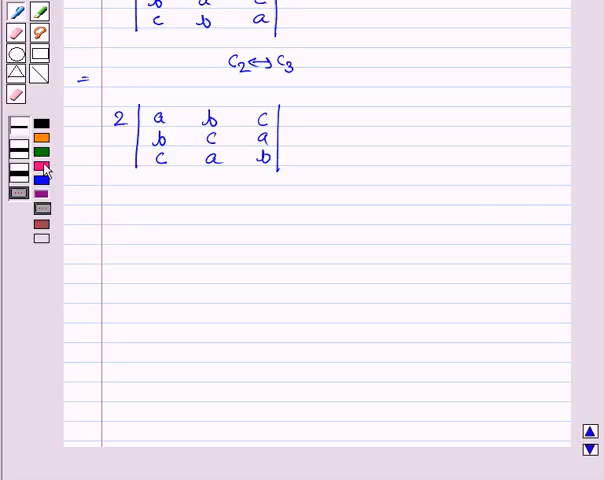 b a c
c b a
C2 ↔ C3
=
2 | a b c |
| b c a |
| c a b |